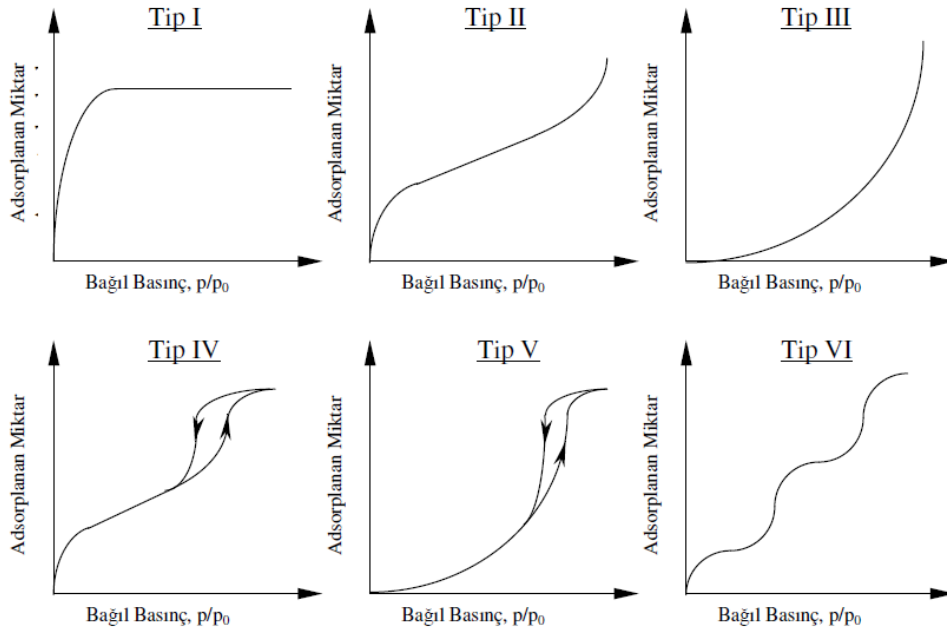 Tip I
Tip II
Tip III
Adsorplanan Miktar
Adsorplanan Miktar
Adsorplanan Miktar
Bağıl Basınç, p/p0
Bağıl Basınç, p/p0
Bağıl Basınç, p/p0
Tip IV
Tip V
Tip VI
Adsorplanan Miktar
Adsorplanan Miktar
Adsorplanan Miktar
Bağıl Basınç, p/p0
Bağıl Basınç, p/p0
Bağıl Basınç, p/p0